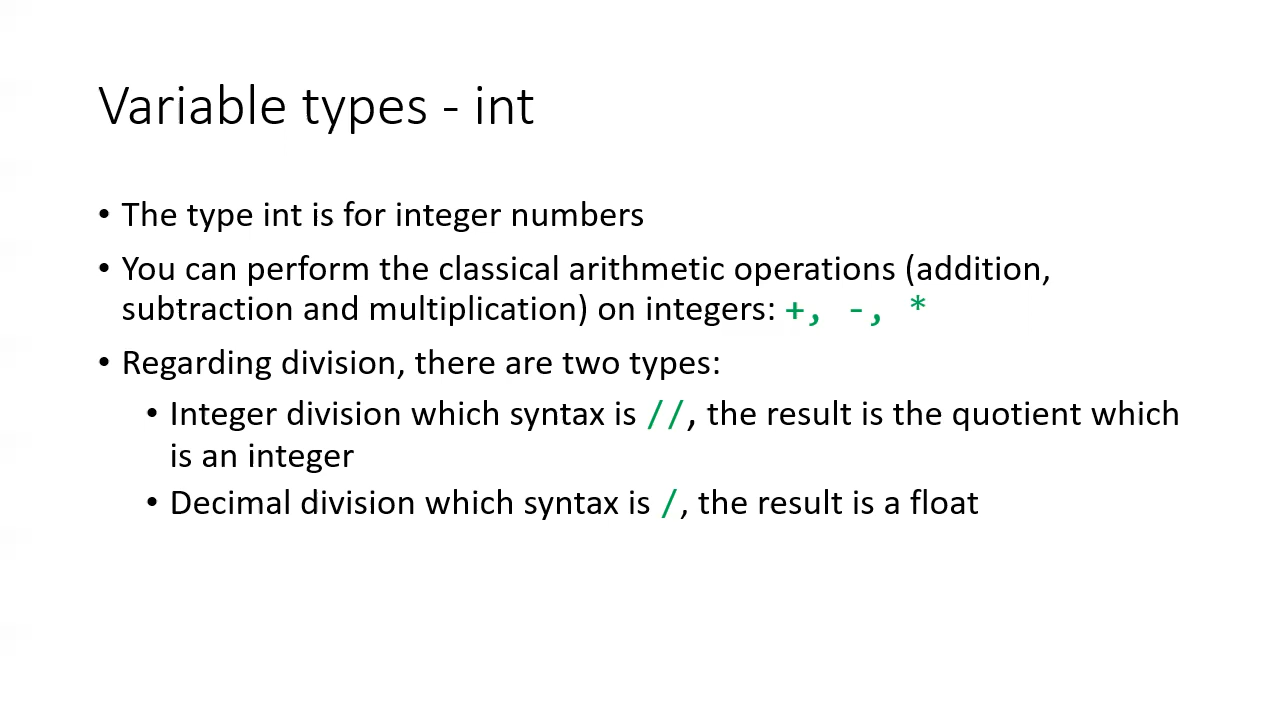 Variable types - int
• The type int is for integer numbers
• You can perform the classical arithmetic operations (addition,
subtraction and multiplication) on integers: +, -, *
• Regarding division, there are two types:
• Integer division which syntax is //, the result is the quotient which
is an integer
• Decimal division which syntax is /, the result is a float